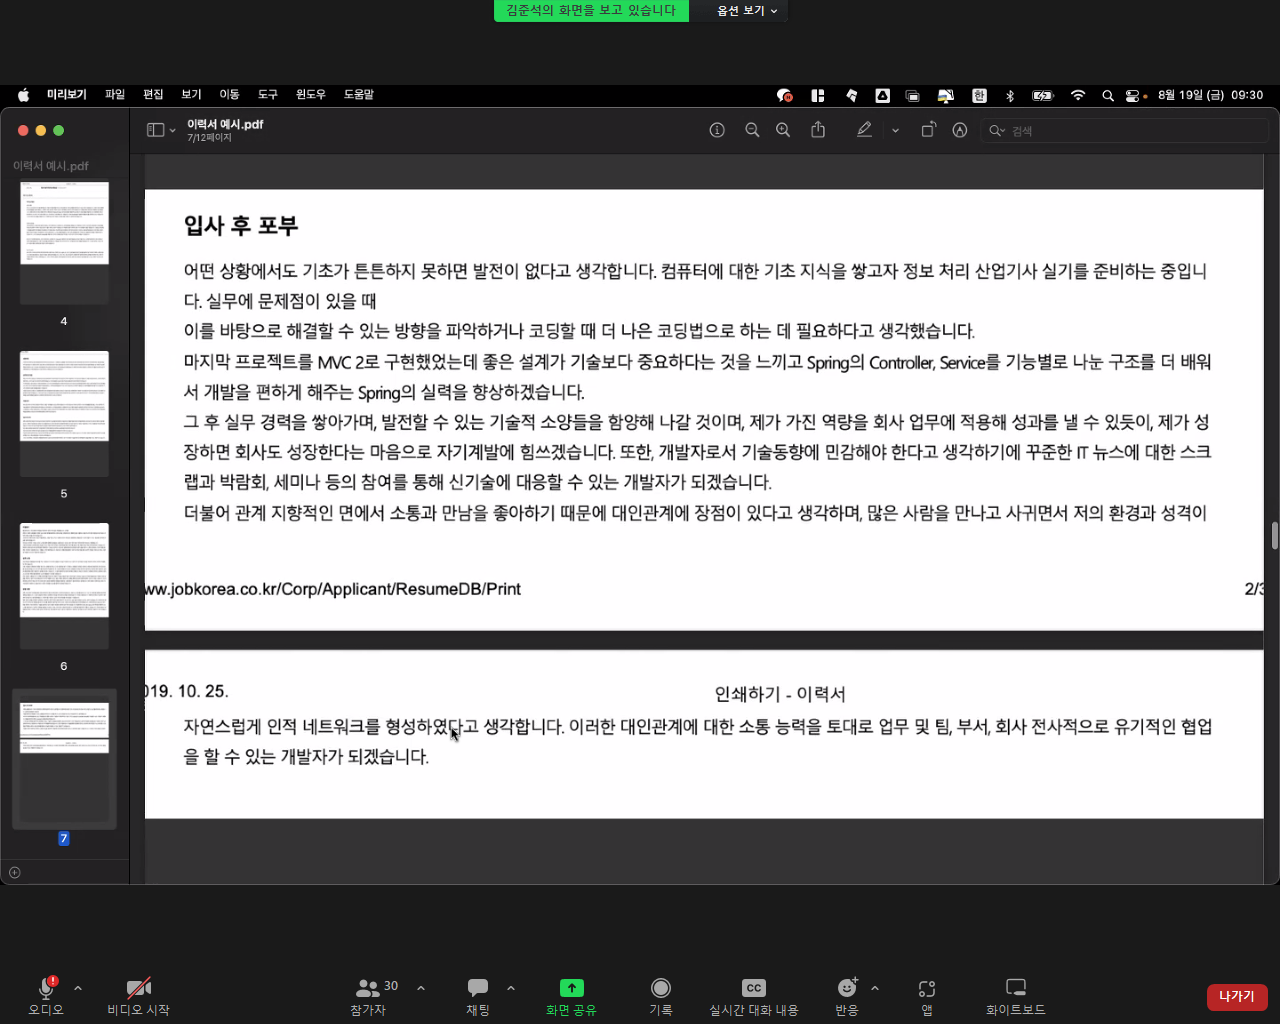 김준석의 화면을 보고 있습니다 옵션 보기
미리보기 파일 편집 보기 이동 도구 윈도우 도움말 한 8월 19일 (금) 09:30
이력서 예시.pdf
7/12페이지
검색
이력서 예시.pdf
4
5
6
7
입사 후 포부
어떤 상황에서도 기초가 튼튼하지 못하면 발전이 없다고 생각합니다. 컴퓨터에 대한 기초 지식을 쌓고자 정보 처리 산업기사 실기를 준비하는 중입니
다. 실무에 문제점이 있을 때
이를 바탕으로 해결할 수 있는 방향을 파악하거나 코딩할 때 더 나은 코딩법으로 하는 데 필요하다고 생각했습니다.
마지막 프로젝트를 MVC 2로 구현했었는데 좋은 설계가 기술보다 중요하다는 것을 느끼고 Spring의 Controller, Service를 기능별로 나눈 구조를 더 배워
서 개발을 편하게 해주는 Spring의 실력을 향상하겠습니다.
그 후 실무 경력을 쌓아가며, 발전할 수 있는 기술적 소양들을 함양해 나갈 것이며, 제가 가진 역량을 회사 업무에 적용해 성과를 낼 수 있듯이, 제가 성
장하면 회사도 성장한다는 마음으로 자기계발에 힘쓰겠습니다. 또한, 개발자로서 기술동향에 민감해야 한다고 생각하기에 꾸준한 IT 뉴스에 대한 스크
랩과 박람회, 세미나 등의 참여를 통해 신기술에 대응할 수 있는 개발자가 되겠습니다.
더불어 관계 지향적인 면에서 소통과 만남을 좋아하기 때문에 대인관계에 장점이 있다고 생각하며, 많은 사람을 만나고 사귀면서 저의 환경과 성격이
ww.jobkorea.co.kr/Corp/Applicant/ResumeDB/Print 2/3
019. 10. 25. 인쇄하기 - 이력서
자연스럽게 인적 네트워크를 형성하였다고 생각합니다. 이러한 대인관계에 대한 소통 능력을 토대로 업무 및 팀, 부서, 회사 전사적으로 유기적인 협업
을 할 수 있는 개발자가 되겠습니다.
오디오 비디오 시작 참가자 30 채팅 화면 공유 기록 CC 실시간 대화 내용 반응 앱 화이트보드 나가기